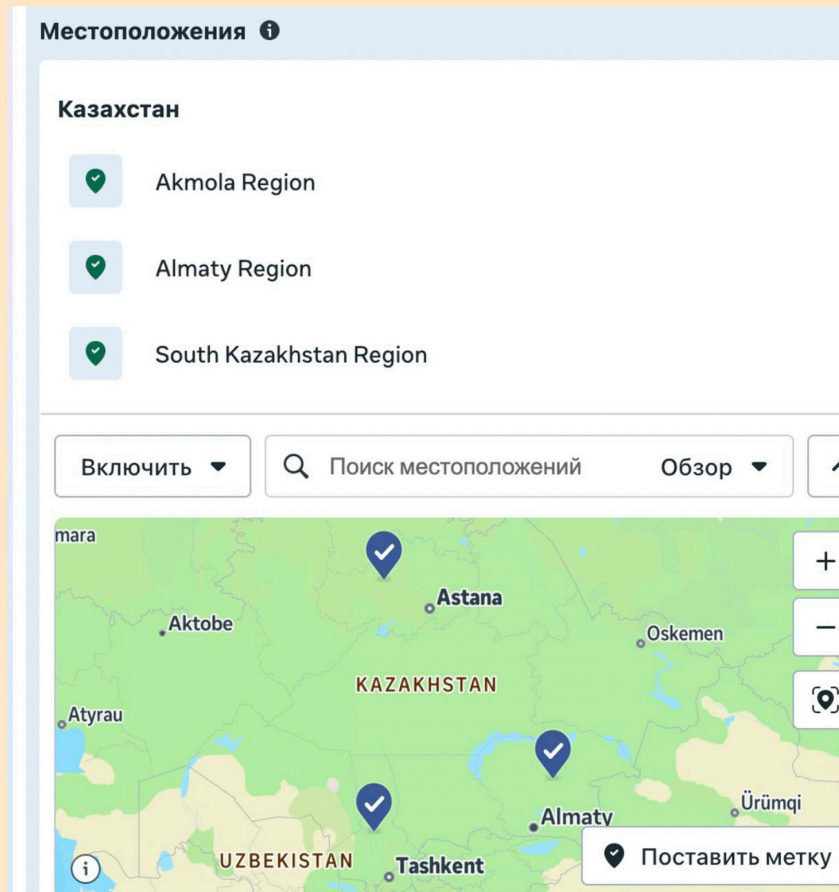 Местоположения
Казахстан
Akmola Region
Almaty Region
South Kazakhstan Region
Включить
Поиск местоположений
Обзор
mara
Astana
Aktobe
Oskemen
KAZAKHSTAN
Atyrau
Ürümqi
Almaty
Поставить метку
UZBEKISTAN
Tashkent